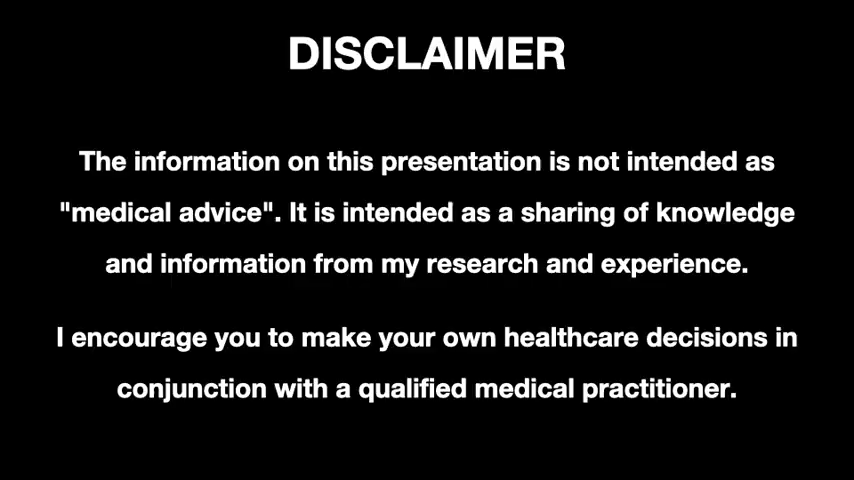 DISCLAIMER
The information on this presentation is not intended as
"medical advice". It is intended as a sharing of knowledge
and information from my research and experience.
I encourage you to make your own healthcare decisions in
conjunction with a qualified medical practitioner.